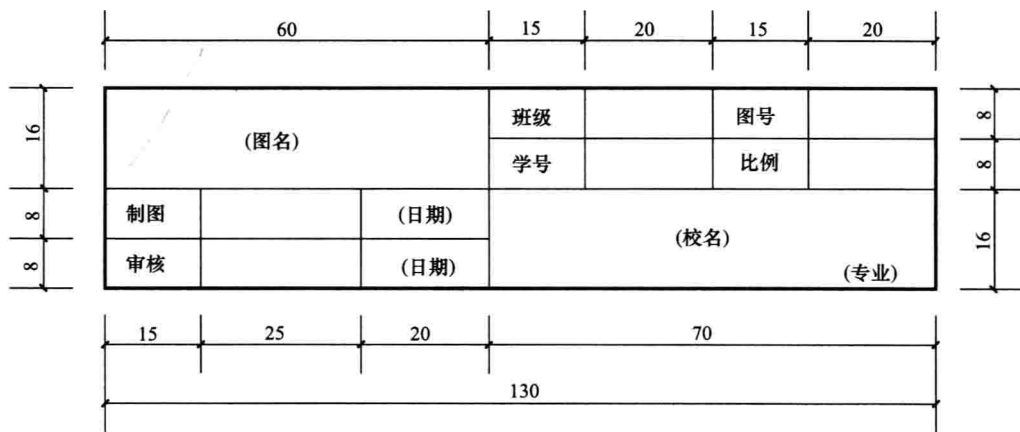 60 15 20 15 20
16 (图名) 班级 图号 8
学号 比例 8
8 制图 (日期) (校名) 16
8 审核 (日期) (专业)
15 25 20 70
130